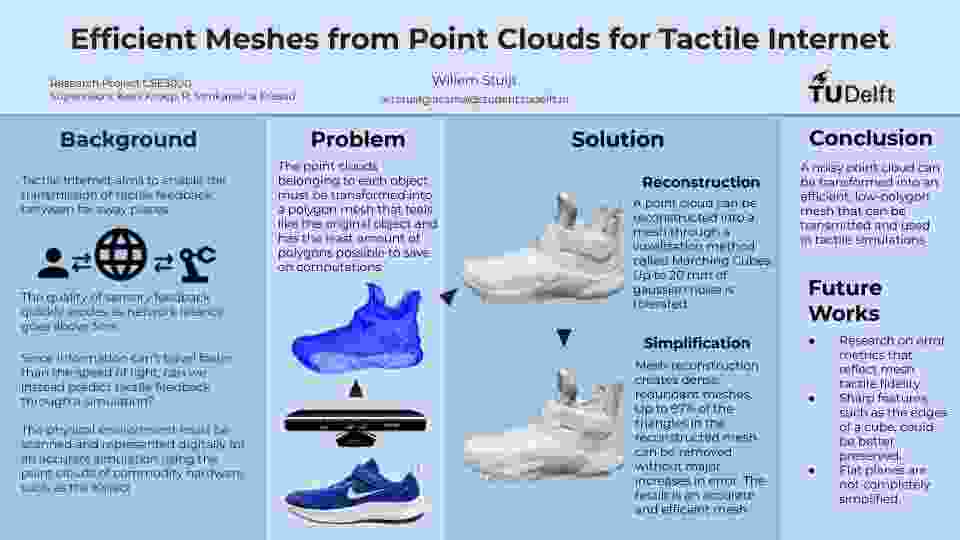 Efficient Meshes from Point Clouds for Tactile Internet
Research Project CSE3000
Willem Stuijt
TU Delft
Background
Tactile Internet aims to enable the
transmission of tactile feedback
between far away places.
The quality of sensory feedback
quickly erodes as network latency
goes above 5ms.
Since information can't travel faster
than the speed of light, can we
instead predict tactile feedback
through a simulation?
The physical environment must be
scanned and represented digitally for
an accurate simulation using the
point clouds of commodity hardware
such as the Kinect
Problem
The point clouds
belonging to each object
must be transformed into
a polygon mesh that feels
like the original object and
has the least amount of
polygons possible to save
on computations.
Solution
Reconstruction
A point cloud can be
reconstructed into a
mesh through a
voxelization method
called Marching Cubes.
Up to 20 mm of
gaussian noise is
tolerated.
Simplification
Mesh reconstruction
creates dense,
redundant meshes.
Up to 97% of the
triangles in the
reconstructed mesh
can be removed
without major
increases in error. The
result is an accurate
and efficient mesh.
Conclusion
A noisy point cloud can
be transformed into an
efficient, low-polygon
mesh that can be
transmitted and used
in tactile simulations.
Future
Works
● Research on error
metrics that
reflect mesh
tactile fidelity.
● Sharp features,
such as the edges
of a cube, could
be better
preserved.
● Flat planes are
not completely
simplified.